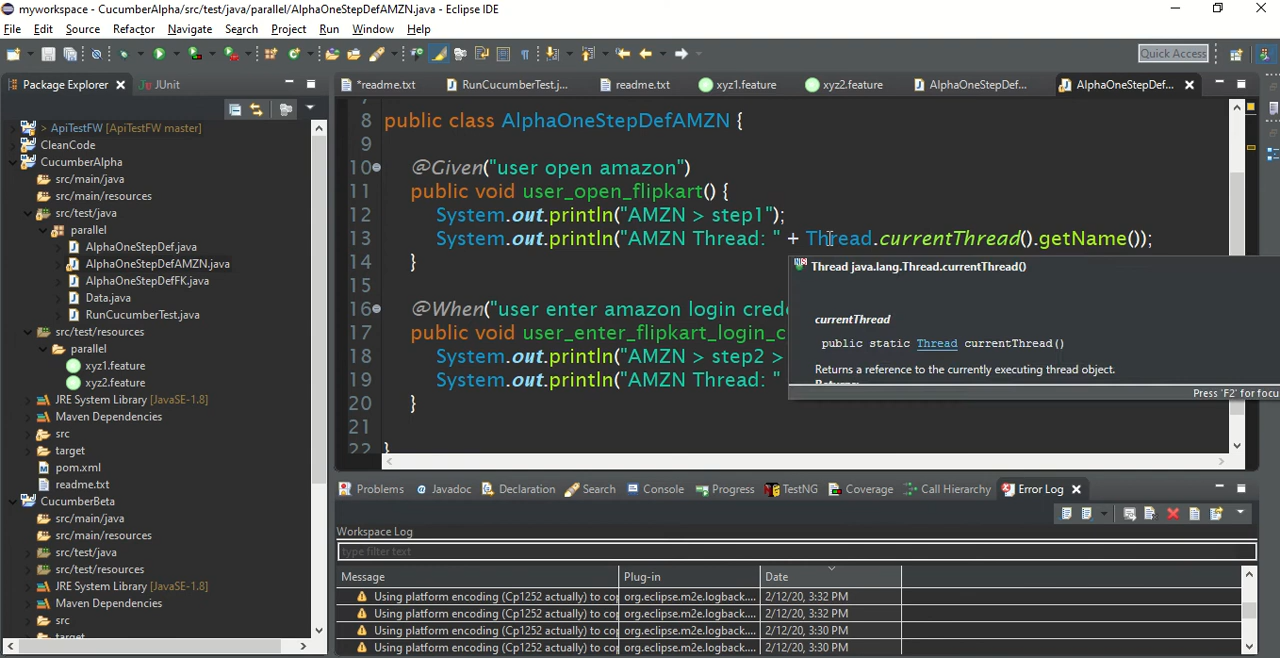 myworkspace - CucumberAlpha/src/test/java/parallel/AlphaOneStepDefAMZN.java - Eclipse IDE
File Edit Source Refactor Navigate Search Project Run Window Help
Quick Access
Package Explorer JUnit
*readme.txt RunCucumberTest.j... readme.txt xyz1.feature xyz2.feature AlphaOneStepDef... AlphaOneStepDef...
> ApiTestFW [ApiTestFW master]
CleanCode
CucumberAlpha
src/main/java
src/main/resources
src/test/java
parallel
AlphaOneStepDef.java
AlphaOneStepDefAMZN.java
AlphaOneStepDefFK.java
Data.java
RunCucumberTest.java
src/test/resources
parallel
xyz1.feature
xyz2.feature
JRE System Library [JavaSE-1.8]
Maven Dependencies
src
target
pom.xml
readme.txt
CucumberBeta
src/main/java
src/main/resources
src/test/java
src/test/resources
JRE System Library [JavaSE-1.8]
Maven Dependencies
src
target
7
8 public class AlphaOneStepDefAMZN {
9
10 @Given("user open amazon")
11 public void user_open_flipkart() {
12 System.out.println("AMZN > step1");
13 System.out.println("AMZN Thread: " + Thread.currentThread().getName());
14 }
15
16 @When("user enter amazon login crede
17 public void user_enter_flipkart_login_c
18 System.out.println("AMZN > step2 >
19 System.out.println("AMZN Thread: "
20 }
21
22 }
Thread java.lang.Thread.currentThread()
currentThread
public static Thread currentThread()
Returns a reference to the currently executing thread object.
Returns:
Press 'F2' for focu
Problems Javadoc Declaration Search Console Progress TestNG Coverage Call Hierarchy Error Log
Workspace Log
type filter text
Message Plug-in Date
Using platform encoding (Cp1252 actually) to cop org.eclipse.m2e.logback.... 2/12/20, 3:32 PM
Using platform encoding (Cp1252 actually) to cop org.eclipse.m2e.logback.... 2/12/20, 3:32 PM
Using platform encoding (Cp1252 actually) to cop org.eclipse.m2e.logback.... 2/12/20, 3:30 PM
Using platform encoding (Cp1252 actually) to cop org.eclipse.m2e.logback.... 2/12/20, 3:30 PM